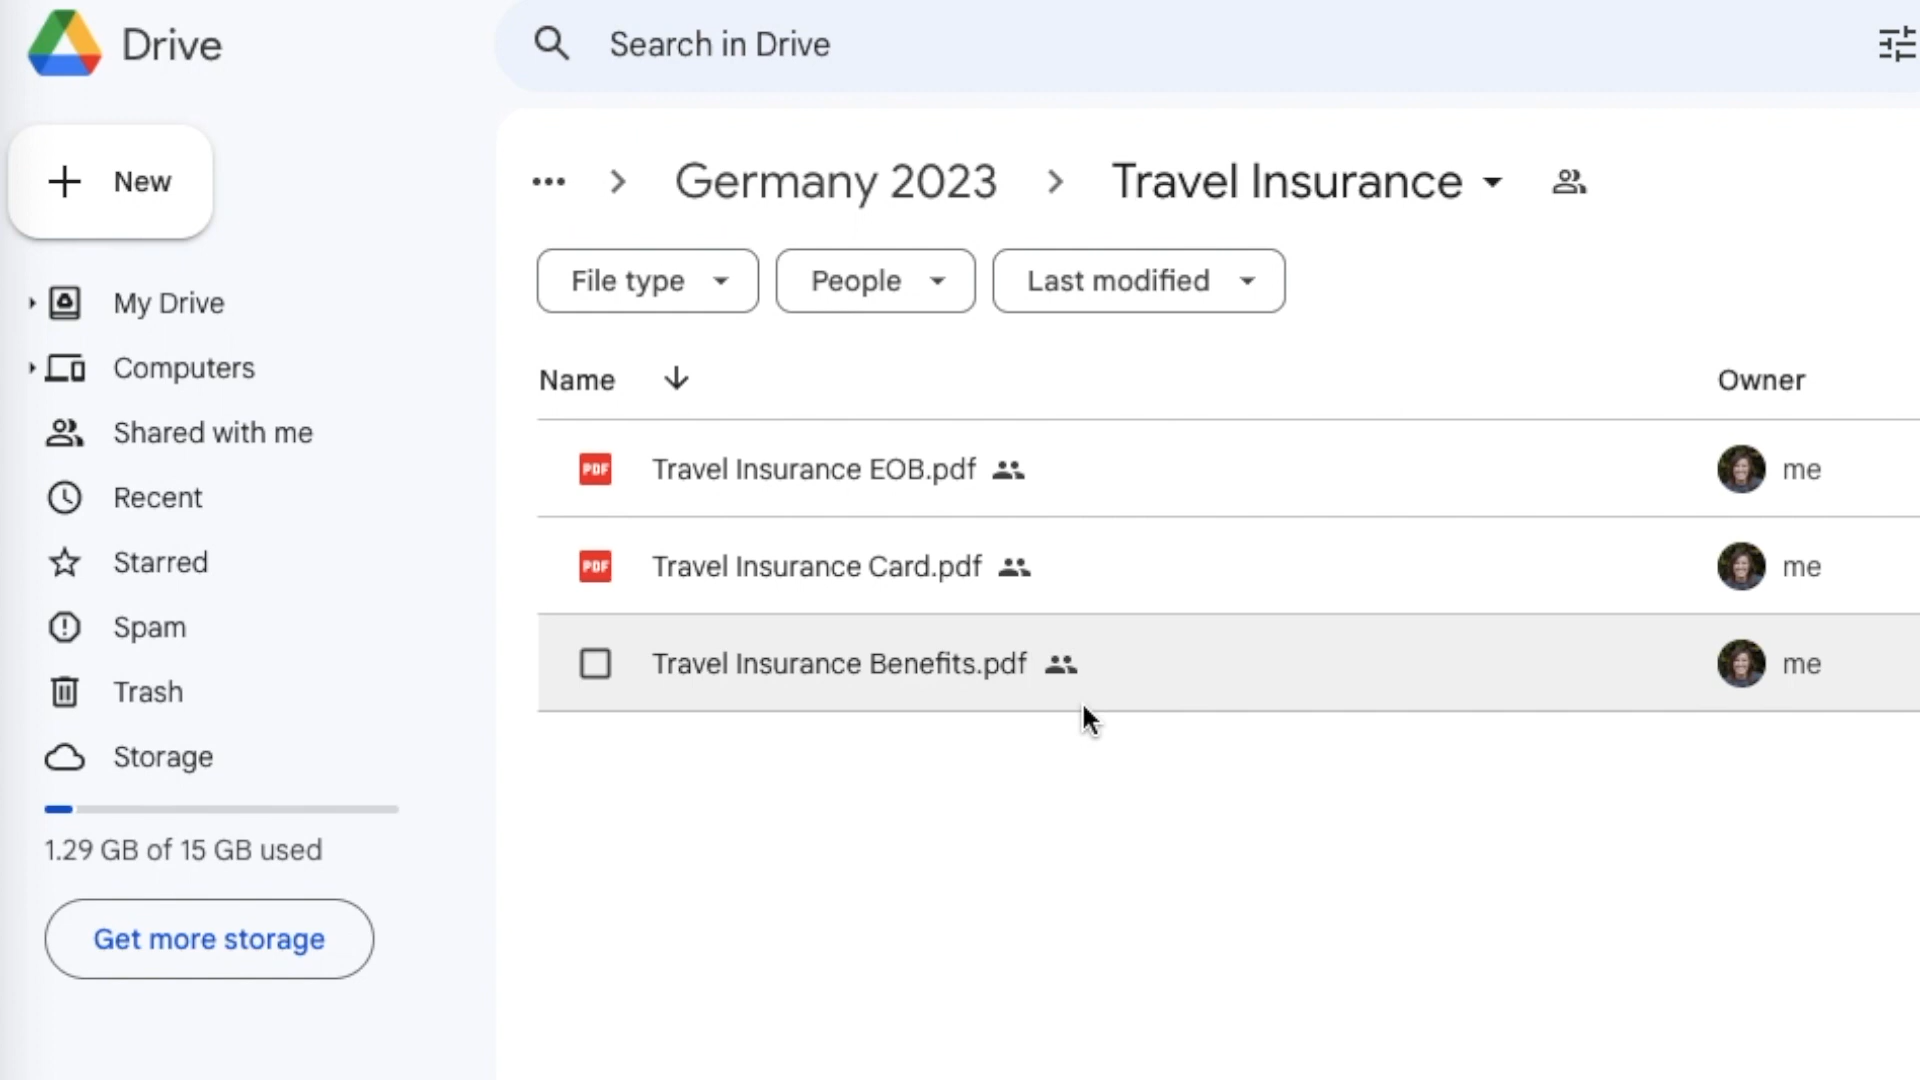 Drive
Search in Drive
New
••• > Germany 2023 > Travel Insurance
File type
People
Last modified
My Drive
Computers
Shared with me
Recent
Starred
Spam
Trash
Storage
1.29 GB of 15 GB used
Get more storage
Name
Owner
PDF Travel Insurance EOB.pdf
me
PDF Travel Insurance Card.pdf
me
Travel Insurance Benefits.pdf
me